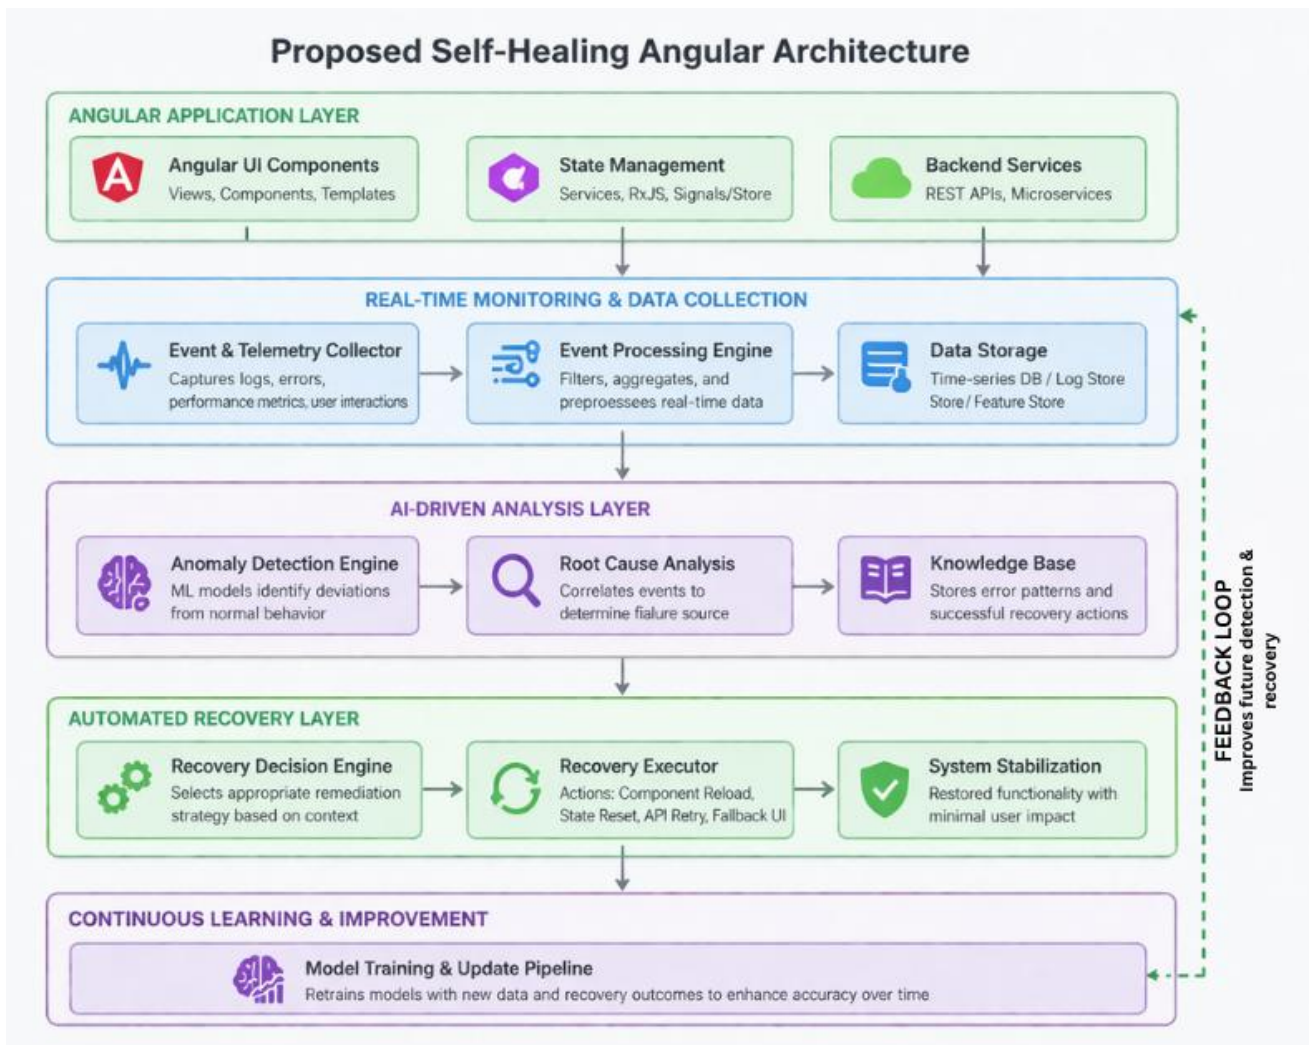 Proposed Self-Healing Angular Architecture
ANGULAR APPLICATION LAYER
Angular UI Components
Views, Components, Templates
State Management
Services, RxJS, Signals/Store
Backend Services
REST APIs, Microservices
REAL-TIME MONITORING & DATA COLLECTION
Event & Telemetry Collector
Captures logs, errors,
performance metrics, user interactions
Event Processing Engine
Filters, aggregates, and
preproessees real-time data
Data Storage
Time-series DB / Log Store
Store / Feature Store
AI-DRIVEN ANALYSIS LAYER
Anomaly Detection Engine
ML models identify deviations
from normal behavior
Root Cause Analysis
Correlates events to
determine fialure source
Knowledge Base
Stores error patterns and
successful recovery actions
AUTOMATED RECOVERY LAYER
Recovery Decision Engine
Selects appropriate remediation
strategy based on context
Recovery Executor
Actions: Component Reload,
State Reset, API Retry, Fallback UI
System Stabilization
Restored functionality with
minimal user impact
CONTINUOUS LEARNING & IMPROVEMENT
Model Training & Update Pipeline
Retrains models with new data and recovery outcomes to enhance accuracy over time
FEEDBACK LOOP
Improves future detection &
recovery